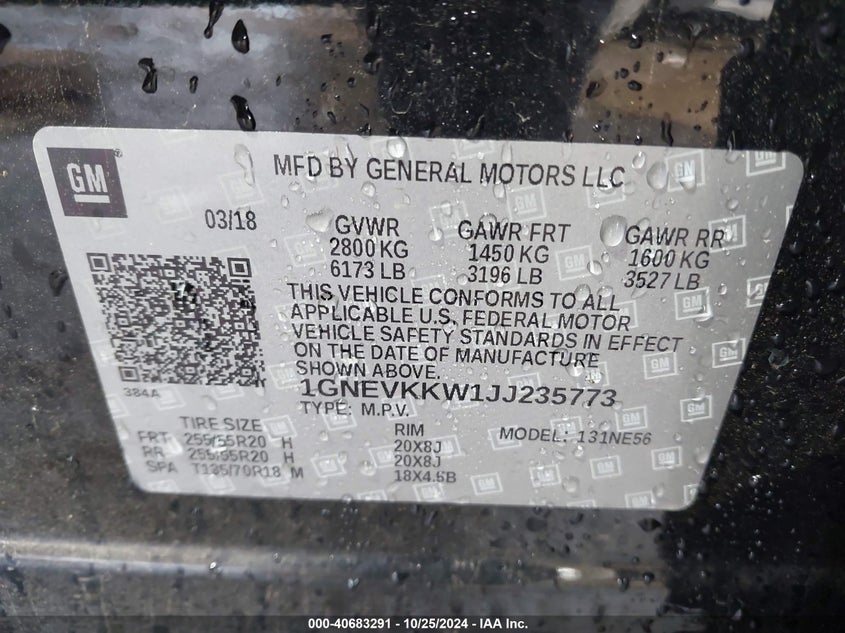 GM
MFD BY GENERAL MOTORS LLC
03/18
GVWR GAWR FRT GAWR RR
2800 KG 1450 KG 1600 KG
6173 LB 3196 LB 3527 LB
THIS VEHICLE CONFORMS TO ALL
APPLICABLE U.S. FEDERAL MOTOR
VEHICLE SAFETY STANDARDS IN EFFECT
ON THE DATE OF MANUFACTURE
SHOWN ABOVE.
384A
1GNEVKKW1JJ235773
TYPE: M.P.V.
TIRE SIZE RIM MODEL: 131NE56
FRT 255/55R20 H 20X8J
RR 255/55R20 H 20X8J
SPA T135/70R18 M 18X4.5B
000-40683291 - 10/25/2024 - IAA Inc.